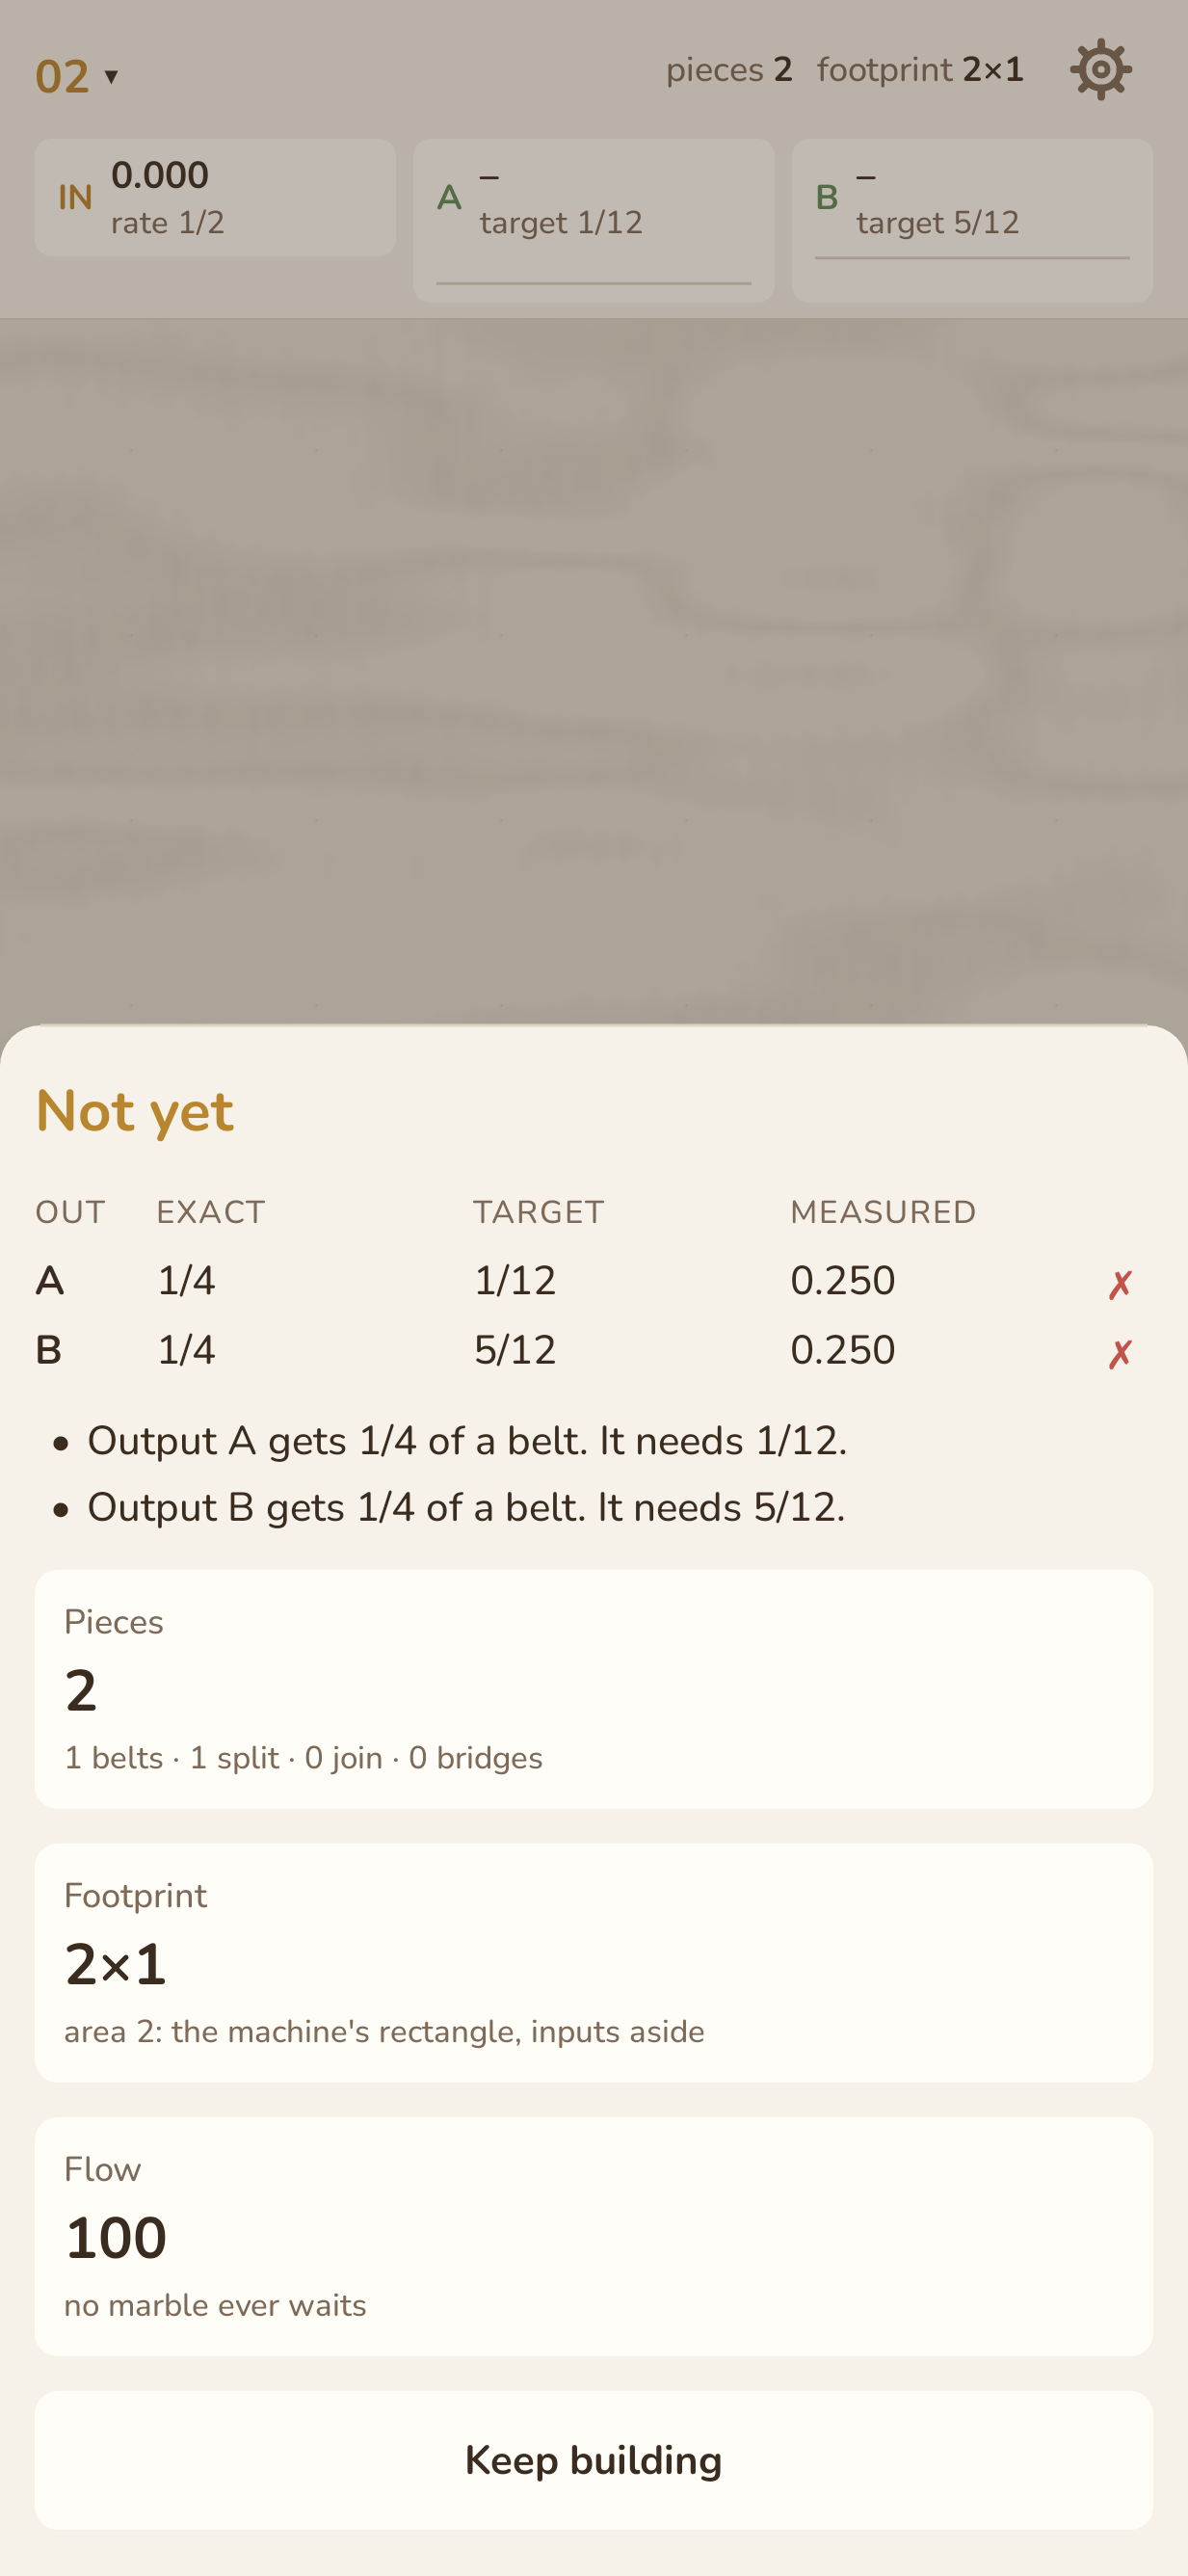 02 ▾
pieces 2 footprint 2×1
IN 0.000
rate 1/2
A –
target 1/12
B –
target 5/12
Not yet
OUT EXACT TARGET MEASURED
A 1/4 1/12 0.250 ✗
B 1/4 5/12 0.250 ✗
• Output A gets 1/4 of a belt. It needs 1/12.
• Output B gets 1/4 of a belt. It needs 5/12.
Pieces
2
1 belts · 1 split · 0 join · 0 bridges
Footprint
2×1
area 2: the machine's rectangle, inputs aside
Flow
100
no marble ever waits
Keep building